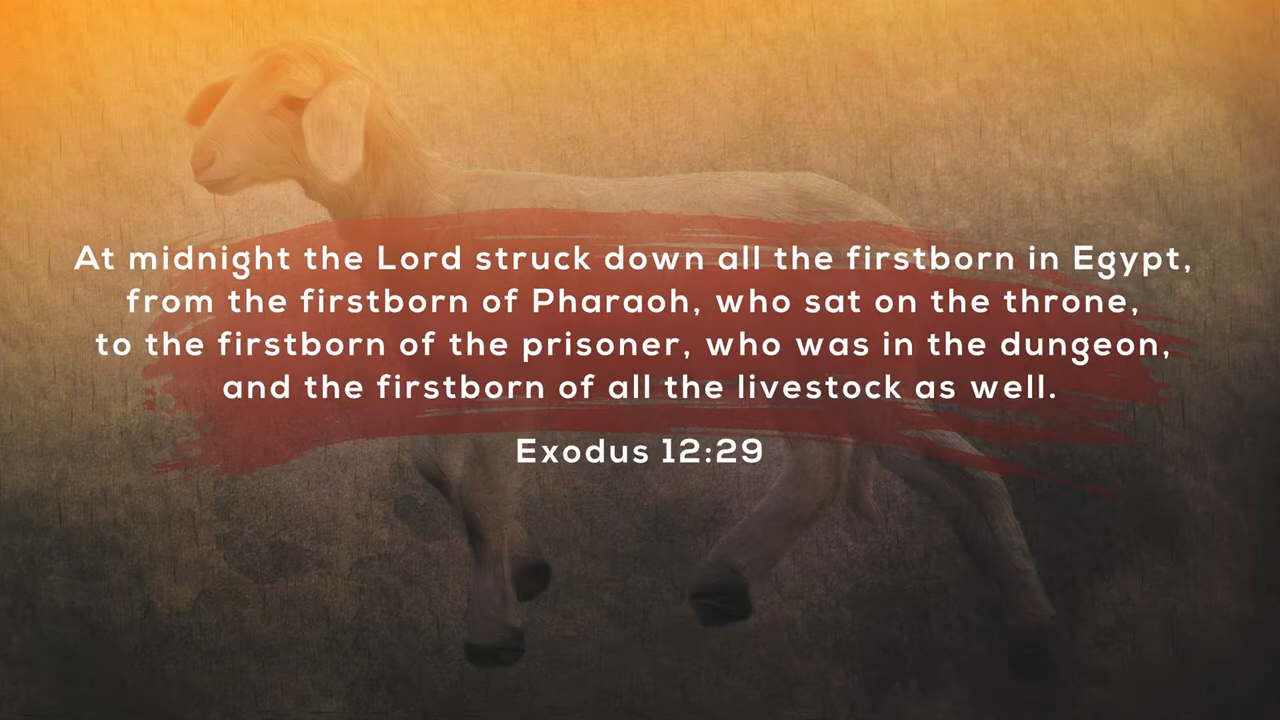 At midnight the Lord struck down all the firstborn in Egypt,
from the firstborn of Pharaoh, who sat on the throne,
to the firstborn of the prisoner, who was in the dungeon,
and the firstborn of all the livestock as well.
Exodus 12:29